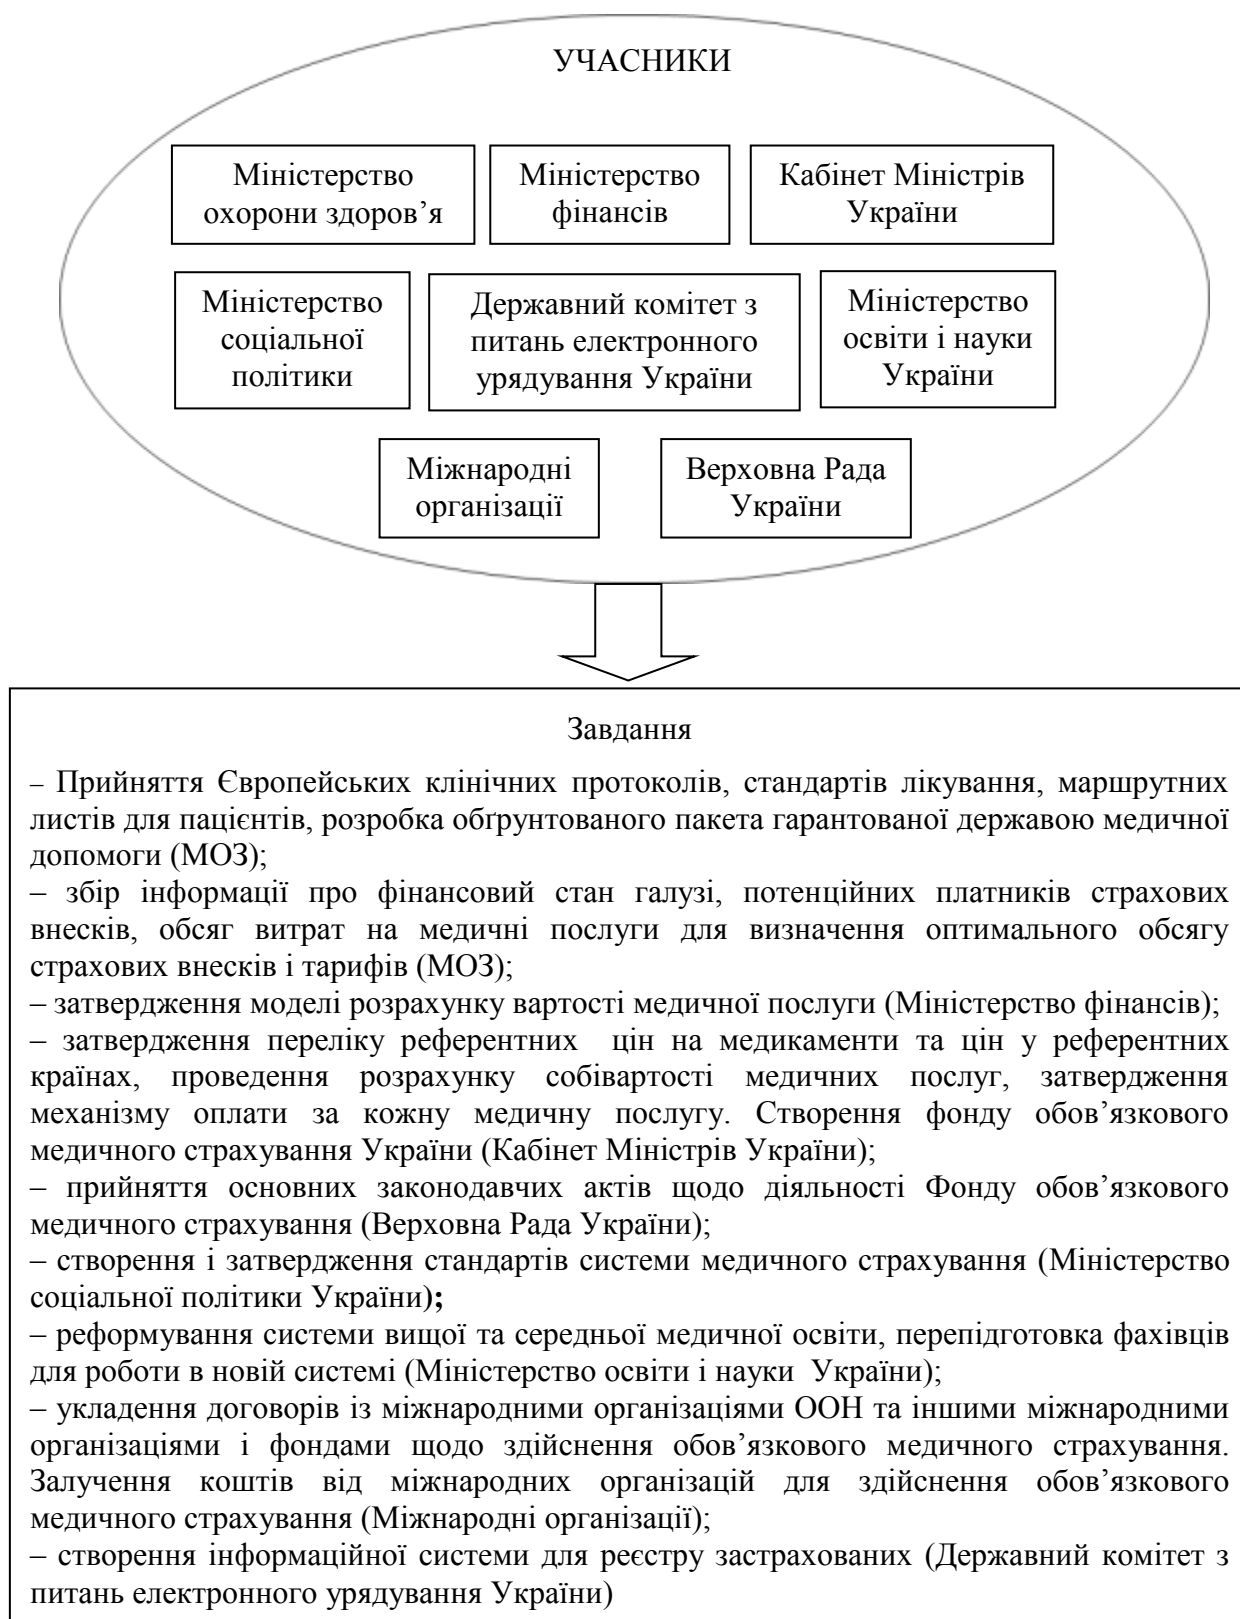 УЧАСНИКИ
Міністерство
охорони здоров’я
Міністерство
фінансів
Кабінет Міністрів
України
Міністерство
соціальної
політики
Державний комітет з
питань електронного
урядування України
Міністерство
освіти і науки
України
Міжнародні
організації
Верховна Рада
України
Завдання
– Прийняття Європейських клінічних протоколів, стандартів лікування, маршрутних
листів для пацієнтів, розробка обґрунтованого пакета гарантованої державою медичної
допомоги (МОЗ);
– збір інформації про фінансовий стан галузі, потенційних платників страхових
внесків, обсяг витрат на медичні послуги для визначення оптимального обсягу
страхових внесків і тарифів (МОЗ);
– затвердження моделі розрахунку вартості медичної послуги (Міністерство фінансів);
– затвердження переліку референтних цін на медикаменти та цін у референтних
країнах, проведення розрахунку собівартості медичних послуг, затвердження
механізму оплати за кожну медичну послугу. Створення фонду обов’язкового
медичного страхування України (Кабінет Міністрів України);
– прийняття основних законодавчих актів щодо діяльності Фонду обов’язкового
медичного страхування (Верховна Рада України);
– створення і затвердження стандартів системи медичного страхування (Міністерство
соціальної політики України);
– реформування системи вищої та середньої медичної освіти, перепідготовка фахівців
для роботи в новій системі (Міністерство освіти і науки України);
– укладення договорів із міжнародними організаціями ООН та іншими міжнародними
організаціями і фондами щодо здійснення обов’язкового медичного страхування.
Залучення коштів від міжнародних організацій для здійснення обов’язкового
медичного страхування (Міжнародні організації);
– створення інформаційної системи для реєстру застрахованих (Державний комітет з
питань електронного урядування України)